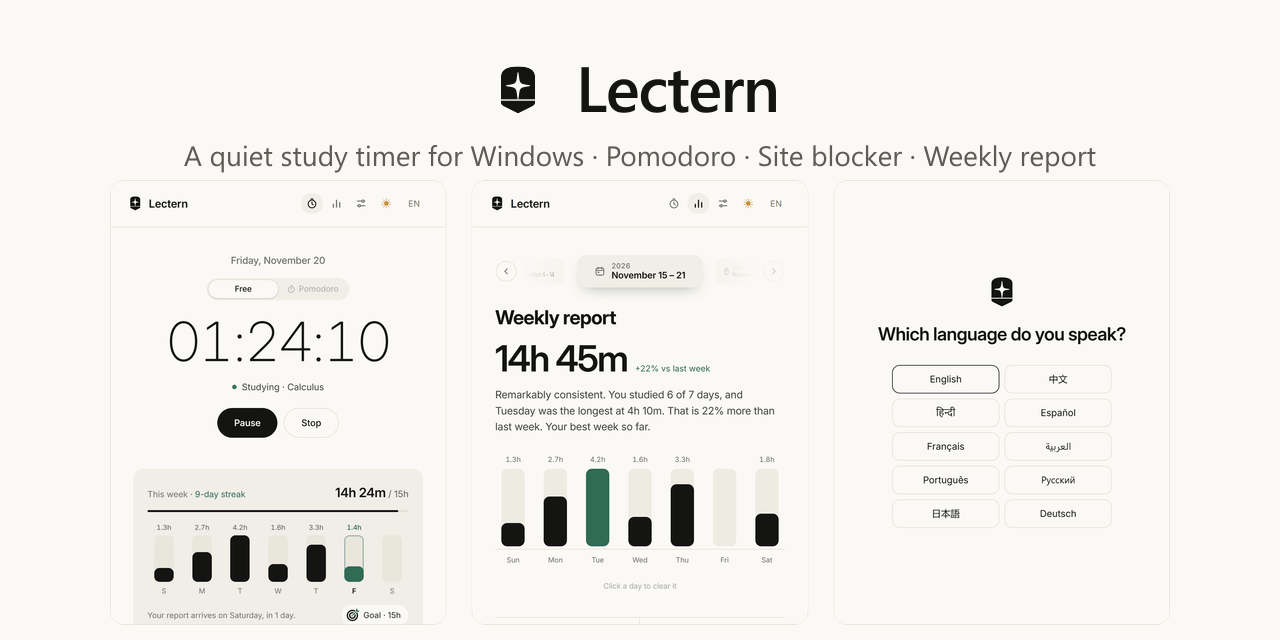 Lectern
A quiet study timer for Windows · Pomodoro · Site blocker · Weekly report
Lectern
EN
Friday, November 20
Free
Pomodoro
01:24:10
Studying · Calculus
Pause
Stop
This week · 9-day streak
14h 24m / 15h
1.3h 2.7h 4.2h 1.6h 3.3h 1.4h
S M T W T F S
Your report arrives on Saturday, in 1 day.
Goal · 15h
Lectern
EN
2026
November 15 – 21
Weekly report
14h 45m +22% vs last week
Remarkably consistent. You studied 6 of 7 days, and
Tuesday was the longest at 4h 10m. That is 22% more than
last week. Your best week so far.
1.3h 2.7h 4.2h 1.6h 3.3h 1.8h
Sun Mon Tue Wed Thu Fri Sat
Click a day to clear it
Which language do you speak?
English
中文
हिन्दी
Español
Français
العربية
Português
Русский
日本語
Deutsch